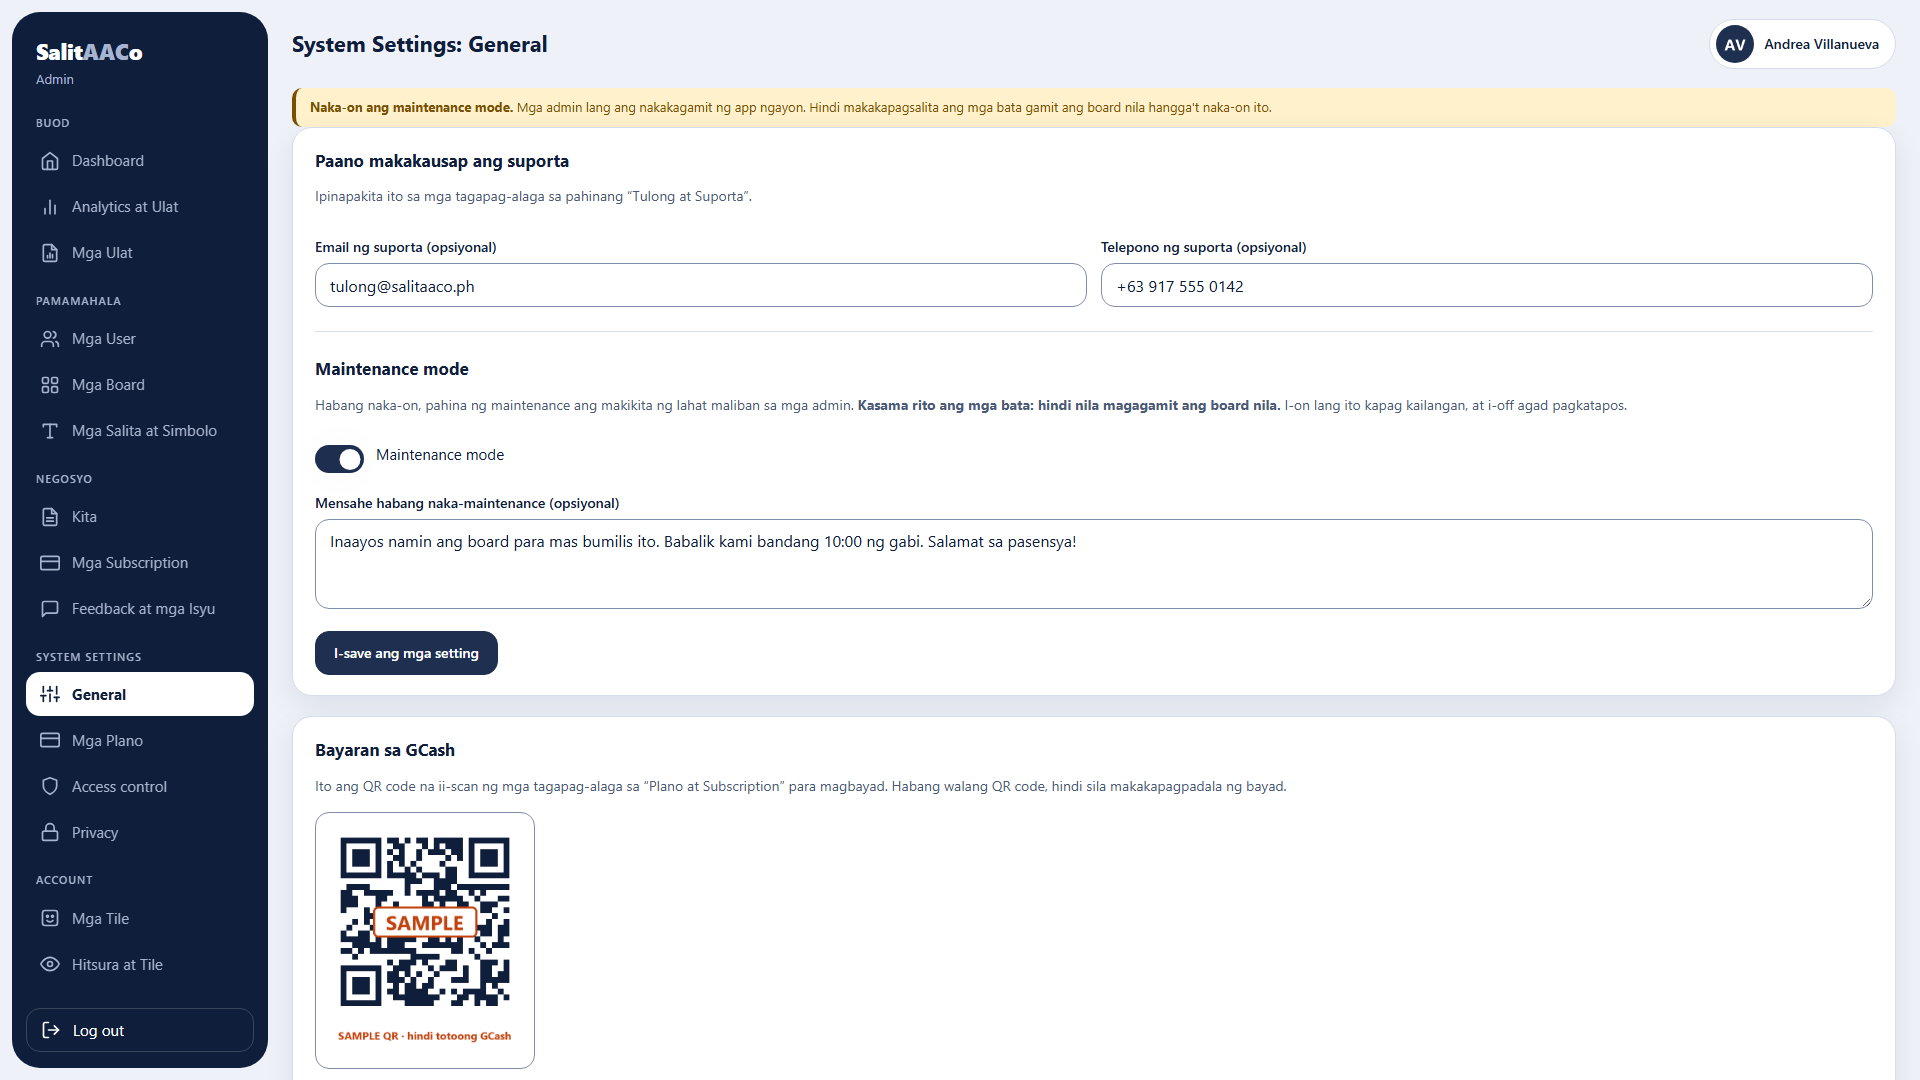 SalitAACo
Admin
BUOD
Dashboard
Analytics at Ulat
Mga Ulat
PAMAMAHALA
Mga User
Mga Board
Mga Salita at Simbolo
NEGOSYO
Kita
Mga Subscription
Feedback at mga Isyu
SYSTEM SETTINGS
General
Mga Plano
Access control
Privacy
ACCOUNT
Mga Tile
Hitsura at Tile
Log out
System Settings: General
AV Andrea Villanueva
Naka-on ang maintenance mode. Mga admin lang ang nakakagamit ng app ngayon. Hindi makakapagsalita ang mga bata gamit ang board nila hangga't naka-on ito.
Paano makakausap ang suporta
Ipinapakita ito sa mga tagapag-alaga sa pahinang “Tulong at Suporta”.
Email ng suporta (opsiyonal)
tulong@salitaaco.ph
Telepono ng suporta (opsiyonal)
+63 917 555 0142
Maintenance mode
Habang naka-on, pahina ng maintenance ang makikita ng lahat maliban sa mga admin. Kasama rito ang mga bata: hindi nila magagamit ang board nila. I-on lang ito kapag kailangan, at i-off agad pagkatapos.
Maintenance mode
Mensahe habang naka-maintenance (opsiyonal)
Inaayos namin ang board para mas bumilis ito. Babalik kami bandang 10:00 ng gabi. Salamat sa pasensya!
I-save ang mga setting
Bayaran sa GCash
Ito ang QR code na ii-scan ng mga tagapag-alaga sa “Plano at Subscription” para magbayad. Habang walang QR code, hindi sila makakapagpadala ng bayad.
SAMPLE
SAMPLE QR · hindi totoong GCash